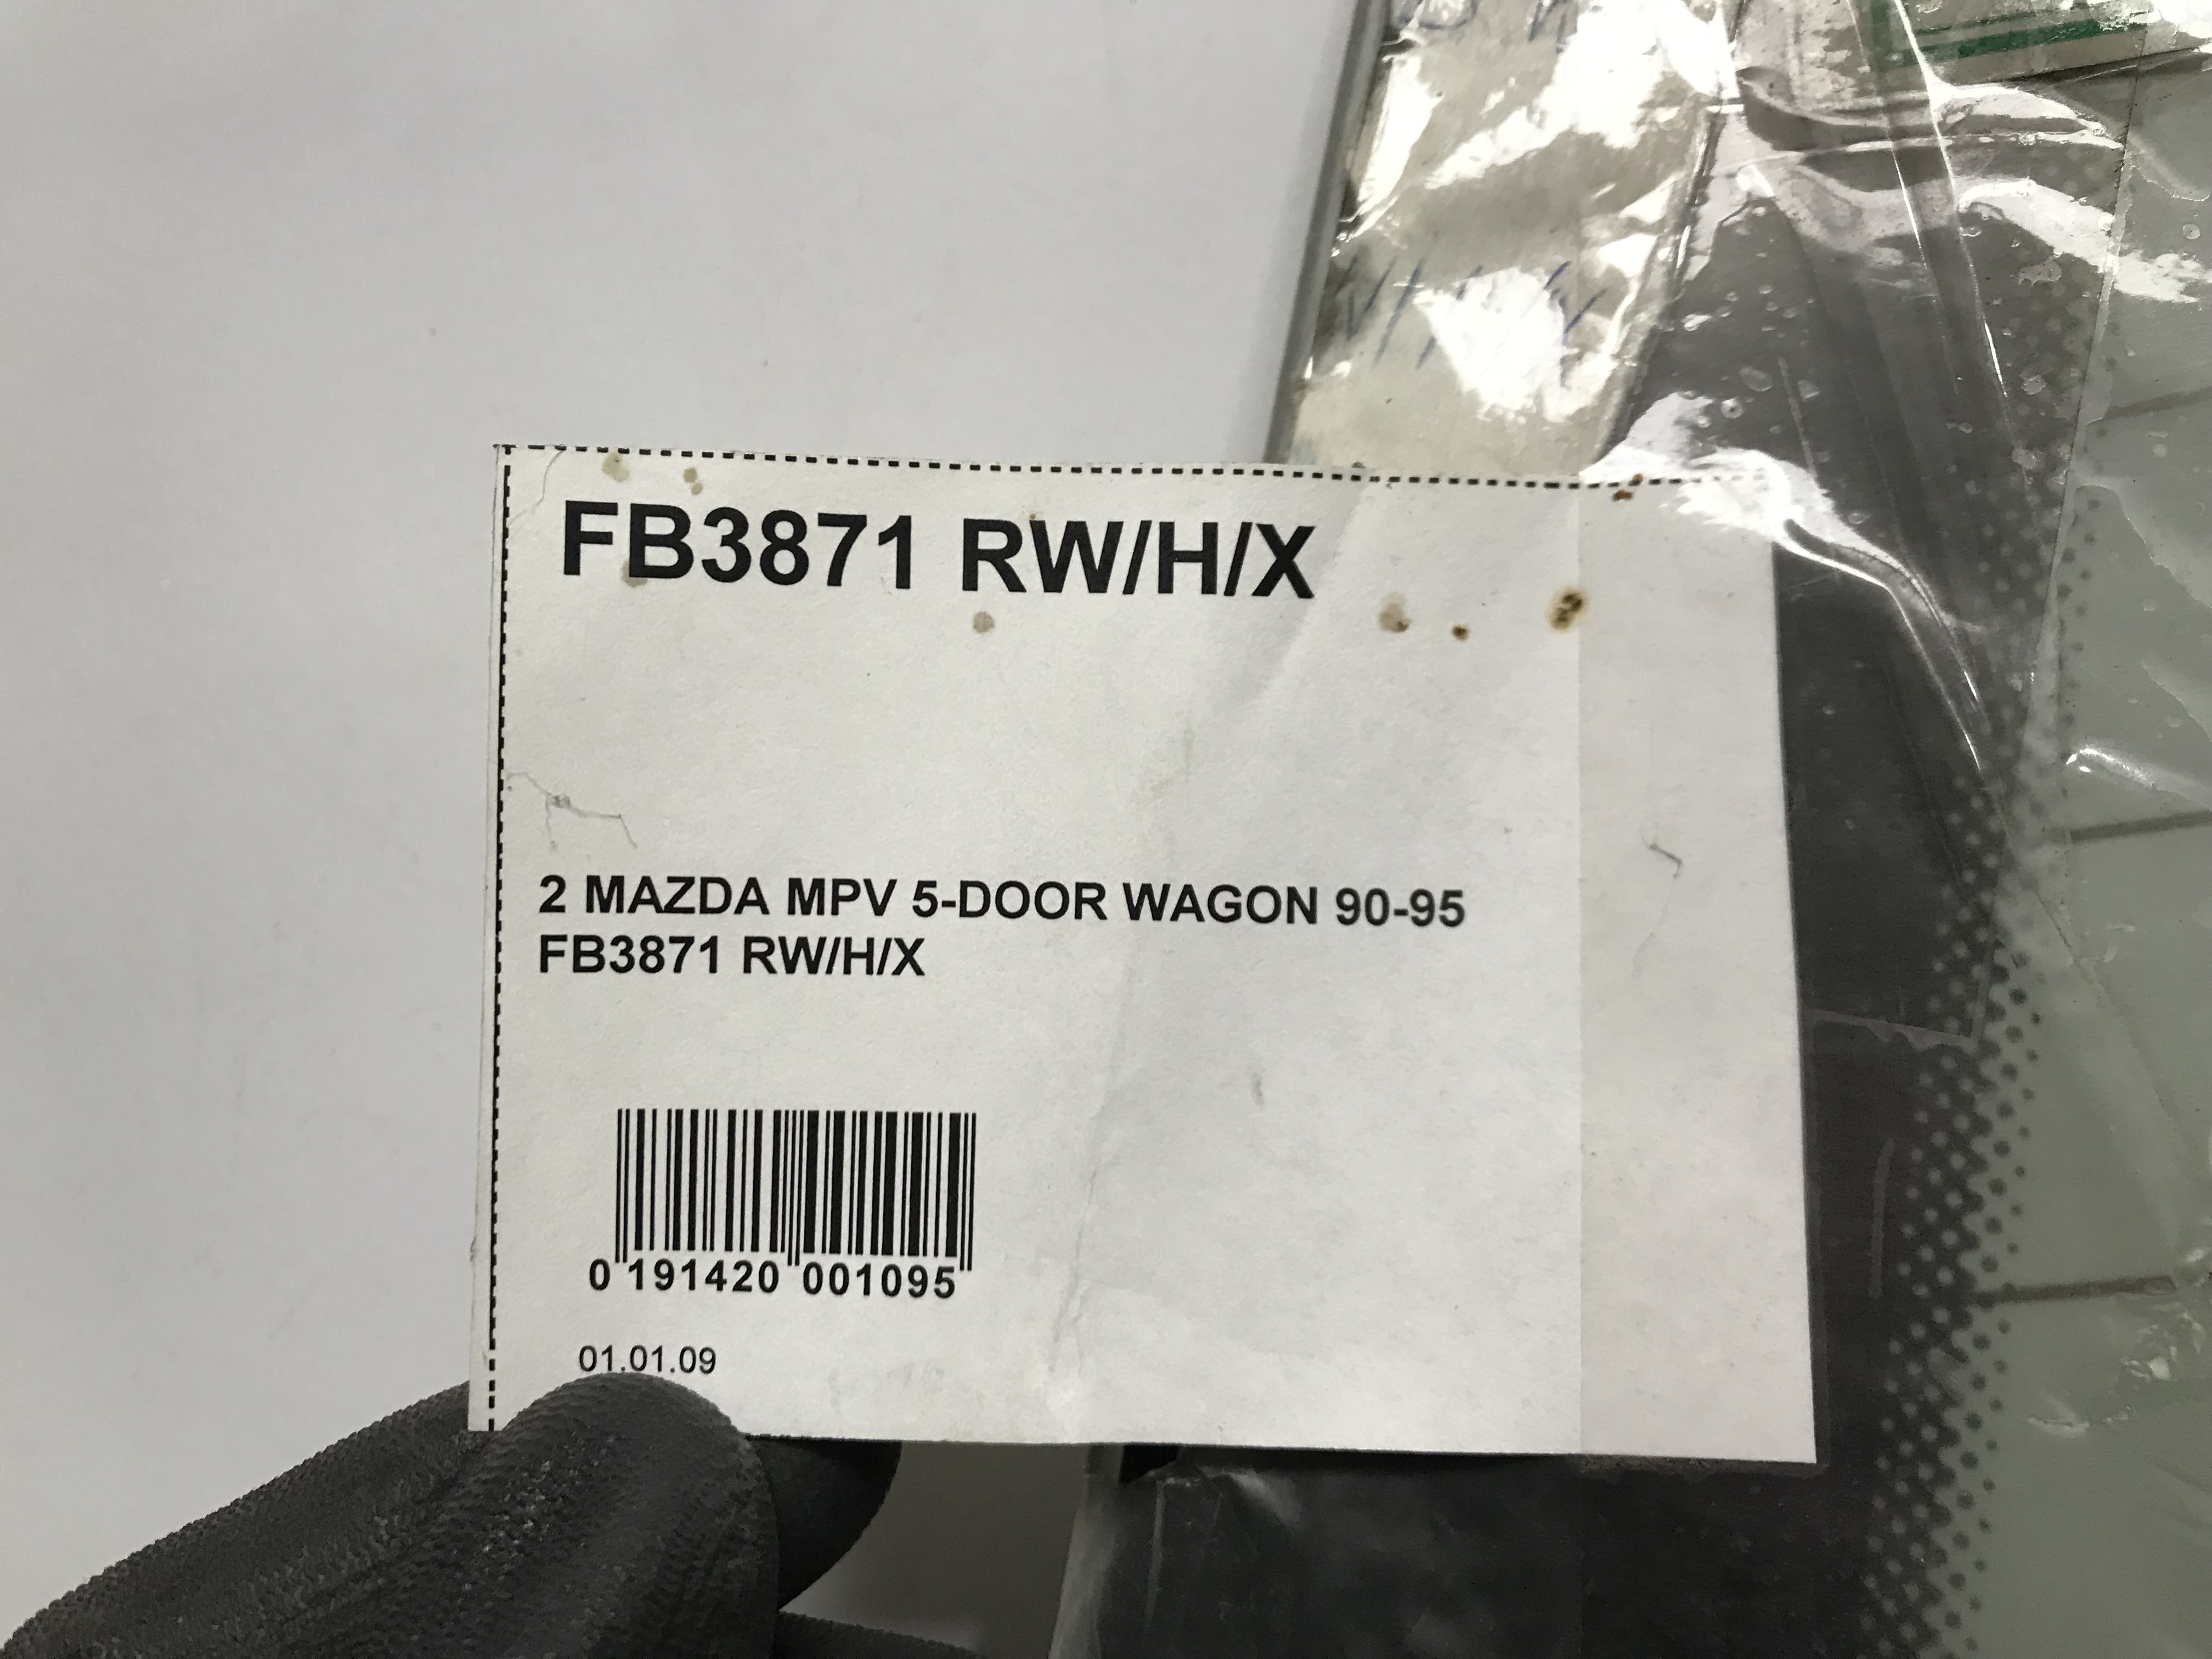 FB3871 RW/H/X
2 MAZDA MPV 5-DOOR WAGON 90-95
FB3871 RW/H/X
0 191420 001095
01.01.09